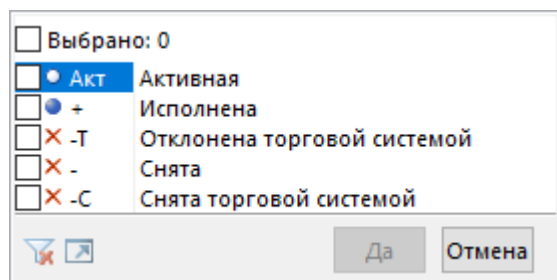 Выбрано: 0
Акт Активная
+ Исполнена
-T Отклонена торговой системой
- Снята
-C Снята торговой системой
Да Отмена